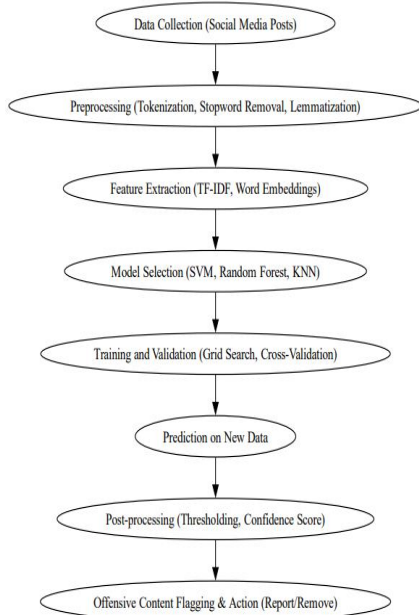 Data Collection (Social Media Posts)
Preprocessing (Tokenization, Stopword Removal, Lemmatization)
Feature Extraction (TF-IDF, Word Embeddings)
Model Selection (SVM, Random Forest, KNN)
Training and Validation (Grid Search, Cross-Validation)
Prediction on New Data
Post-processing (Thresholding, Confidence Score)
Offensive Content Flagging & Action (Report/Remove)